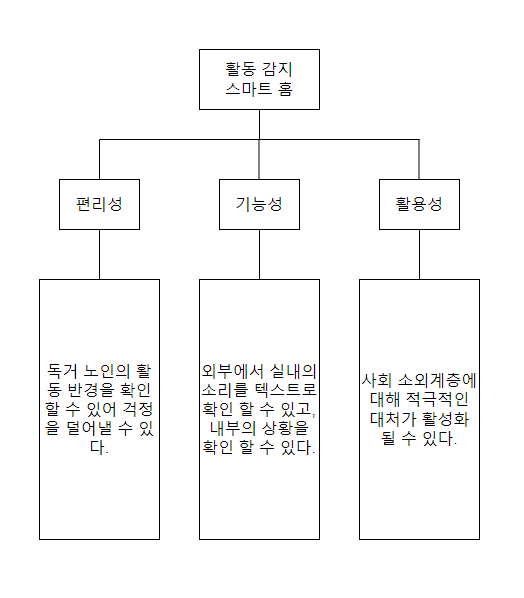 활동 감지
스마트 홈
편리성
기능성
활용성
독거 노인의 활
동 반경을 확인
할 수 있어 걱정
을 덜어낼 수 있
다.
외부에서 실내의
소리를 텍스트로
확인 할 수 있고,
내부의 상황을
확인 할 수 있다.
사회 소외계층에
대해 적극적인
대처가 활성화
될 수 있다.